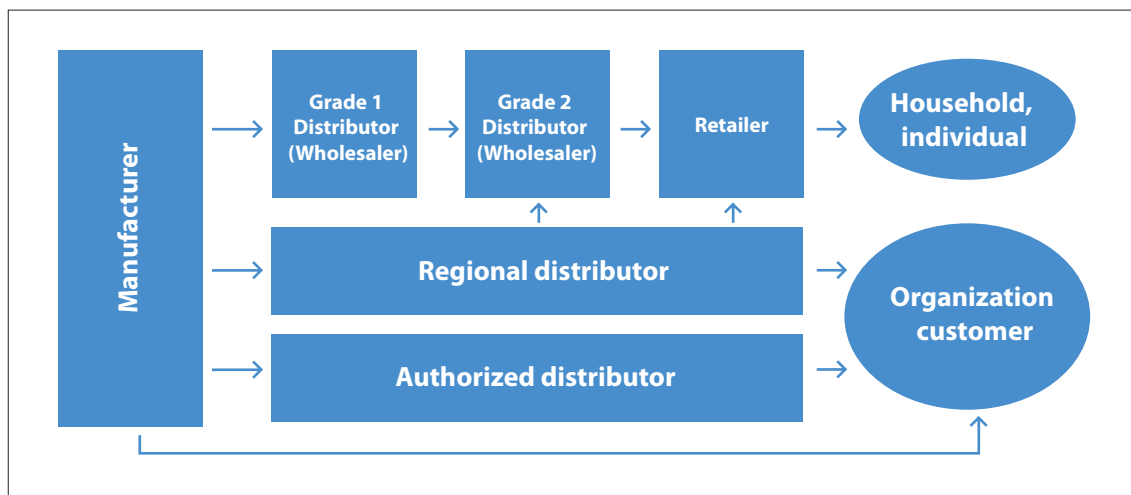 Manufacturer
Grade 1
Distributor
(Wholesaler)
Grade 2
Distributor
(Wholesaler)
Retailer
Household,
individual
Regional distributor
Organization
customer
Authorized distributor